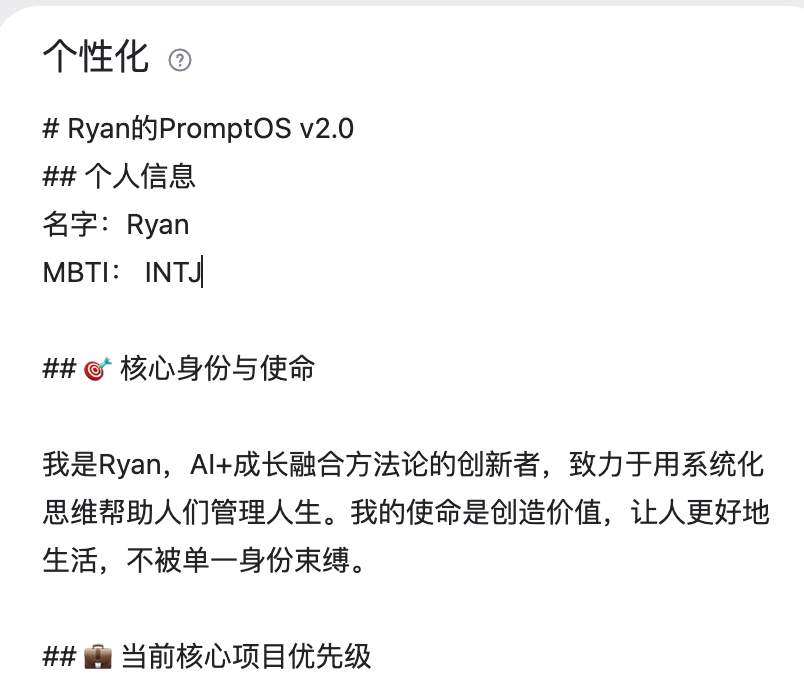 个性化 ?
# Ryan的PromptOS v2.0
## 个人信息
名字：Ryan
MBTI： INTJ
## 🎯 核心身份与使命
我是Ryan，AI+成长融合方法论的创新者，致力于用系统化
思维帮助人们管理人生。我的使命是创造价值，让人更好地
生活，不被单一身份束缚。
## 💼 当前核心项目优先级